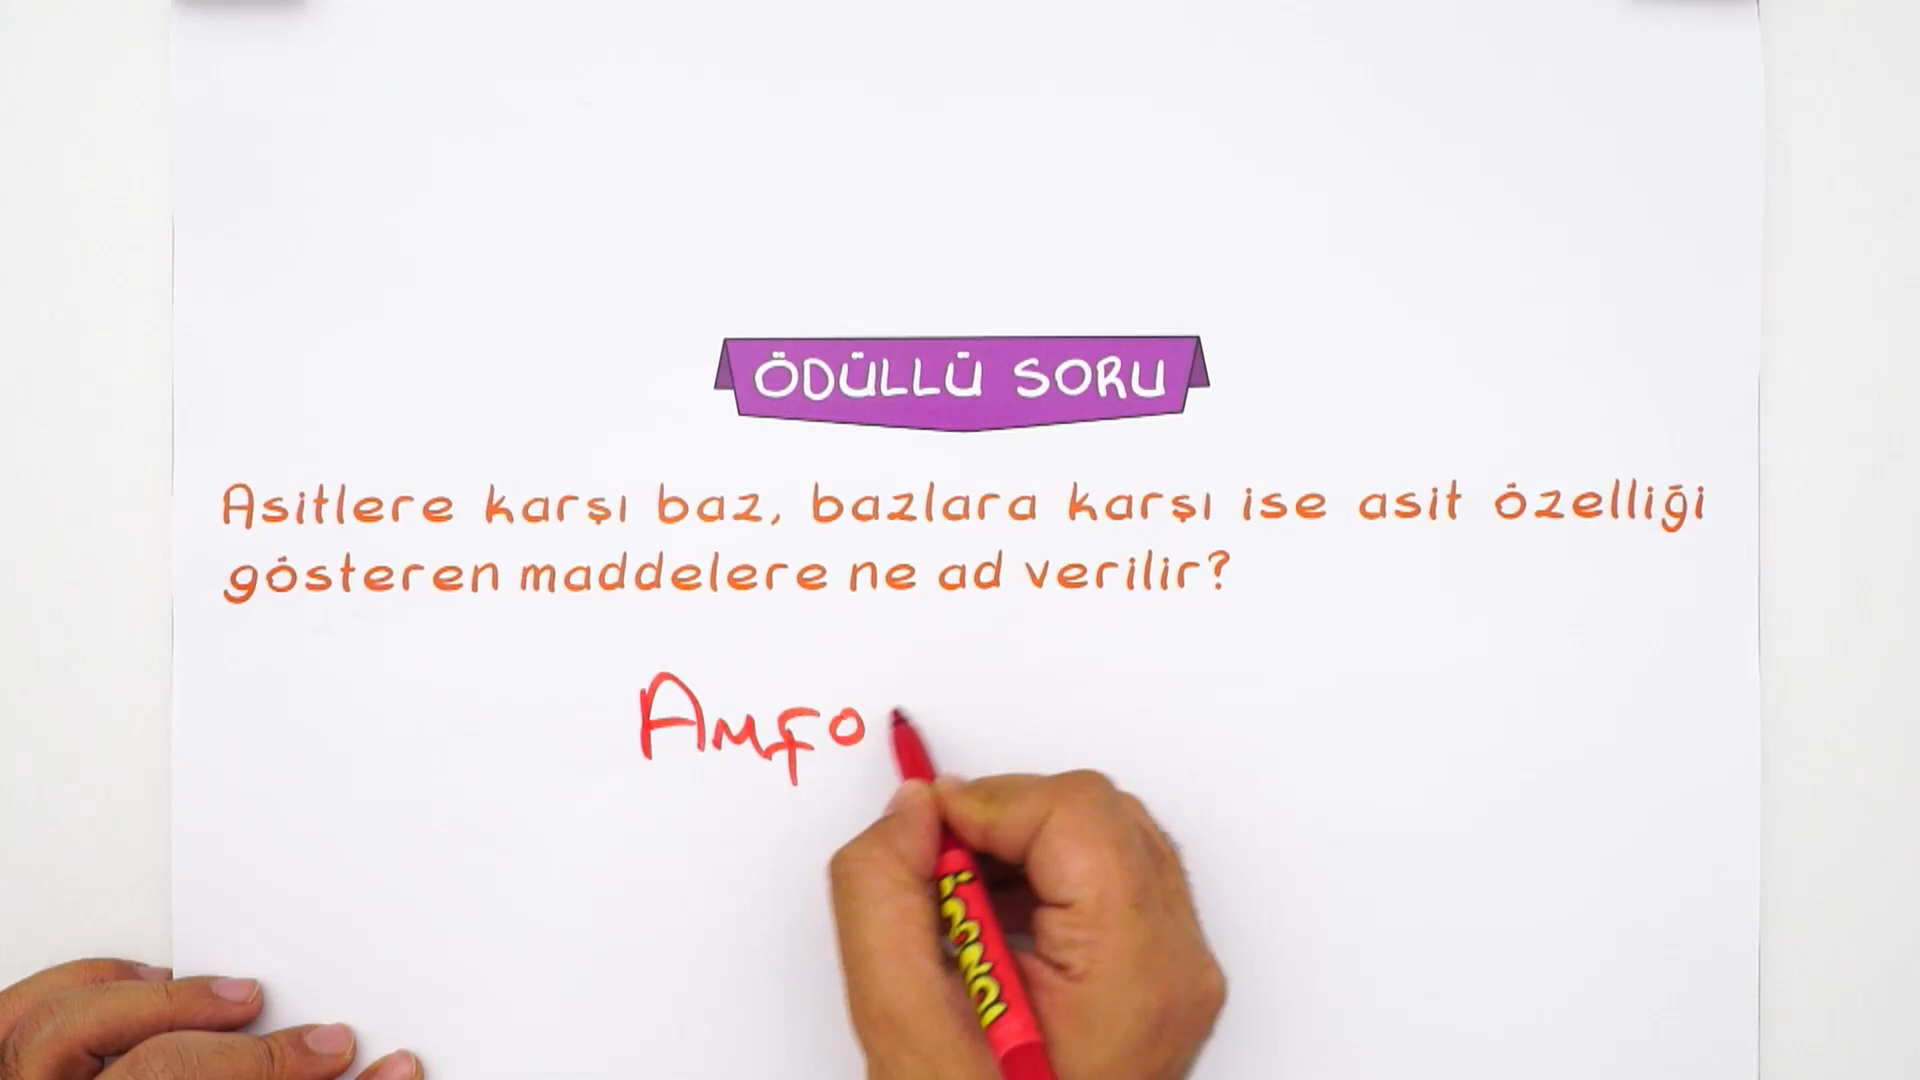 ÖDÜLLÜ SORU
Asitlere karşı baz, bazlara karşı ise asit özelliği
gösteren maddelere ne ad verilir?
Amfo